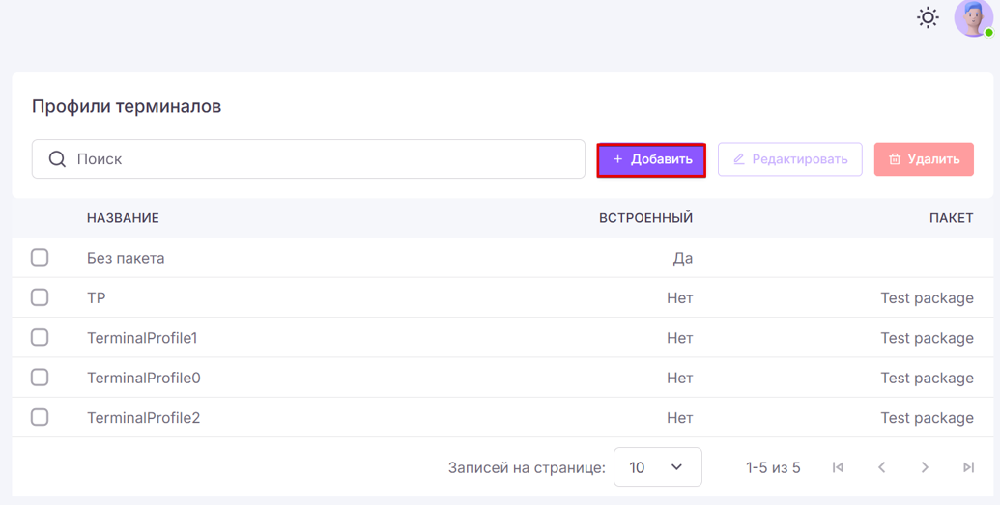 Профили терминалов
Поиск
+ Добавить
Редактировать
Удалить
НАЗВАНИЕ ВСТРОЕННЫЙ ПАКЕТ
Без пакета Да
TP Нет Test package
TerminalProfile1 Нет Test package
TerminalProfile0 Нет Test package
TerminalProfile2 Нет Test package
Записей на странице: 10 1-5 из 5